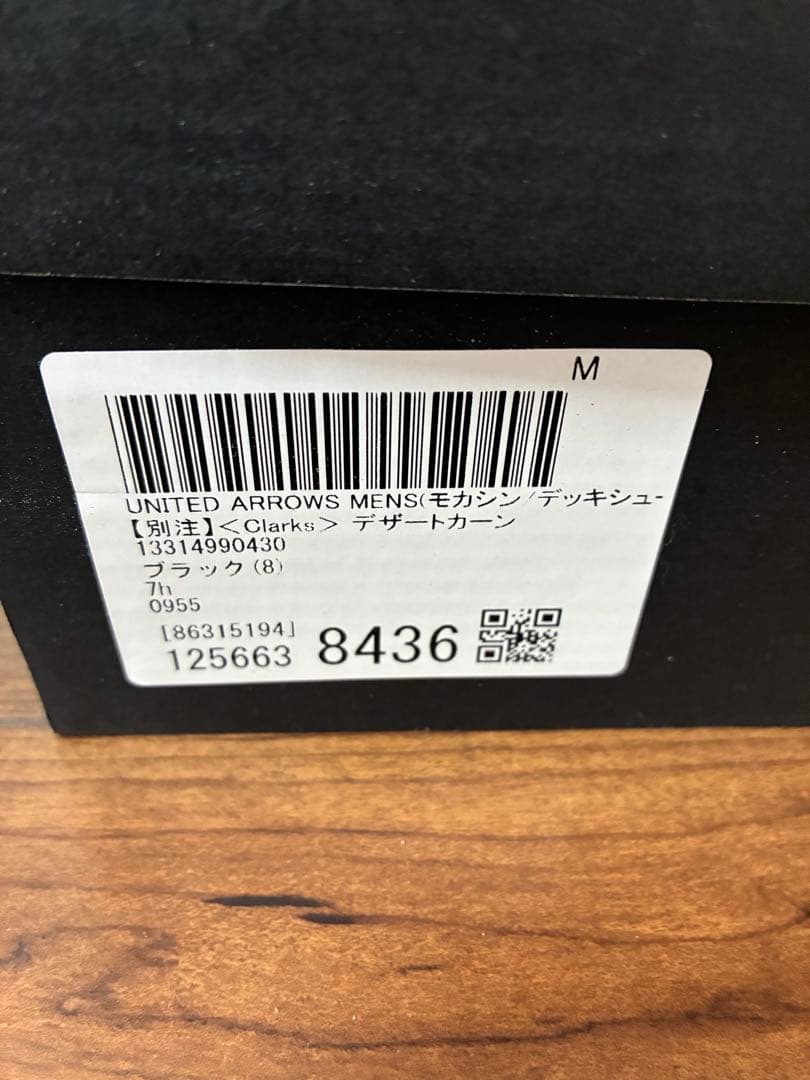 M
UNITED ARROWS MENS(モカシン/デッキシュー
【別注】<Clarks> デザートカーン
13314990430
ブラック(8)
7h
0955
[86315194]
125663 8436